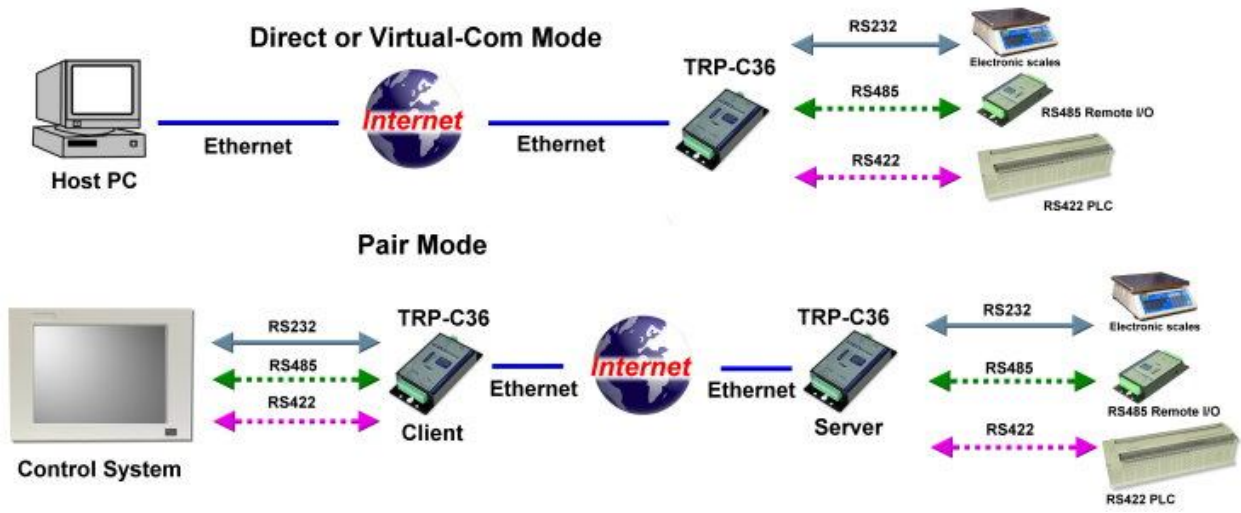 Direct or Virtual-Com Mode
RS232
Electronic scales
TRP-C36
RS485
RS485 Remote I/O
Internet
Ethernet
Ethernet
Host PC
RS422
RS422 PLC
Pair Mode
TRP-C36
TRP-C36
RS232
RS232
Electronic scales
Internet
RS485
RS485
Ethernet
Ethernet
RS485 Remote I/O
RS422
RS422
Client
Server
Control System
RS422 PLC